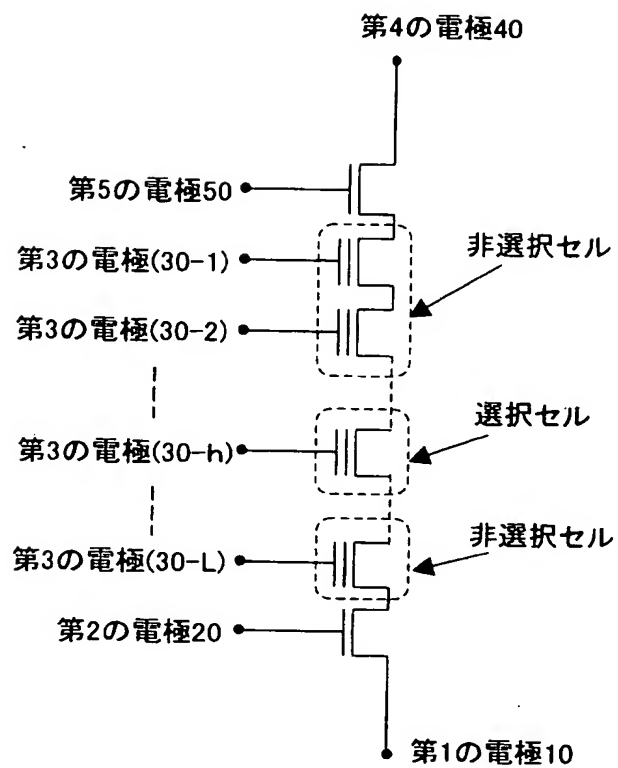 第4の電極40
第5の電極50
第3の電極(30-1)
非選択セル
第3の電極(30-2)
選択セル
第3の電極(30-h)
非選択セル
第3の電極(30-L)
第2の電極20
第1の電極10